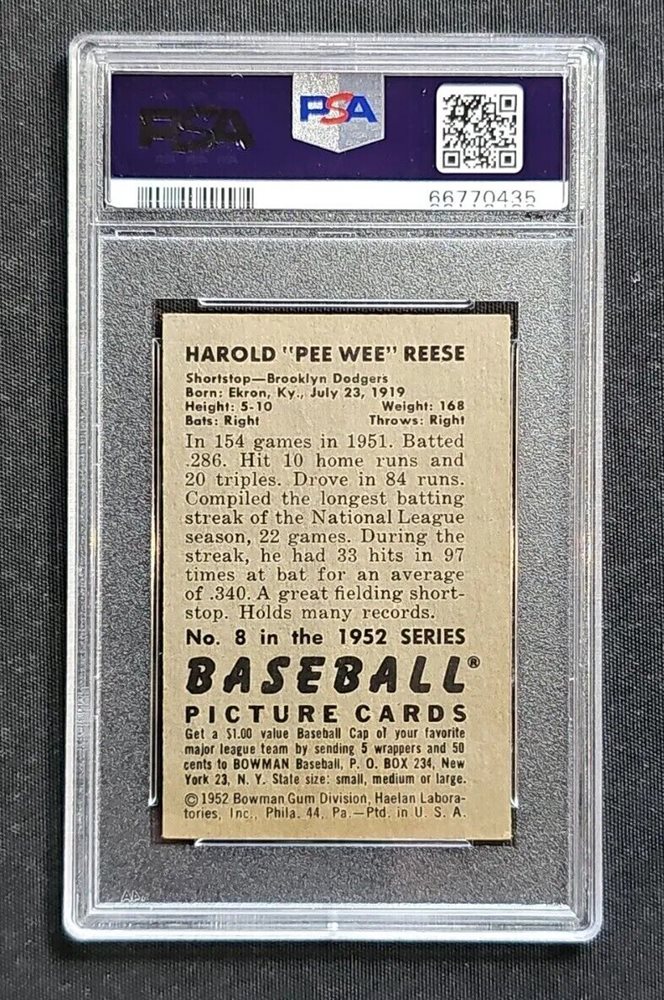 PSA
PSA
66770435
HAROLD "PEE WEE" REESE
Shortstop—Brooklyn Dodgers
Born: Ekron, Ky., July 23, 1919
Height: 5-10 Weight: 168
Bats: Right Throws: Right
In 154 games in 1951. Batted
.286. Hit 10 home runs and
20 triples. Drove in 84 runs.
Compiled the longest batting
streak of the National League
season, 22 games. During the
streak, he had 33 hits in 97
times at bat for an average
of .340. A great fielding short-
stop. Holds many records.
No. 8 in the 1952 SERIES
BASEBALL®
PICTURE CARDS
Get a $1.00 value Baseball Cap of your favorite
major league team by sending 5 wrappers and 50
cents to BOWMAN Baseball, P. O. BOX 234, New
York 23, N. Y. State size: small, medium or large.
© 1952 Bowman Gum Division, Haelan Labora-
tories, Inc., Phila. 44, Pa.—Ptd. in U. S. A.